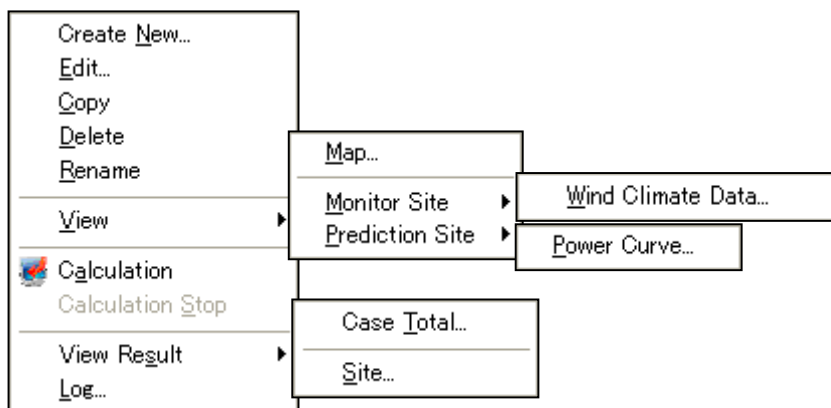 Create New...
Edit...
Copy
Delete
Rename
View
Calculation
Calculation Stop
View Result
Log...
Map...
Monitor Site
Prediction Site
Wind Climate Data...
Power Curve...
Case Total...
Site...